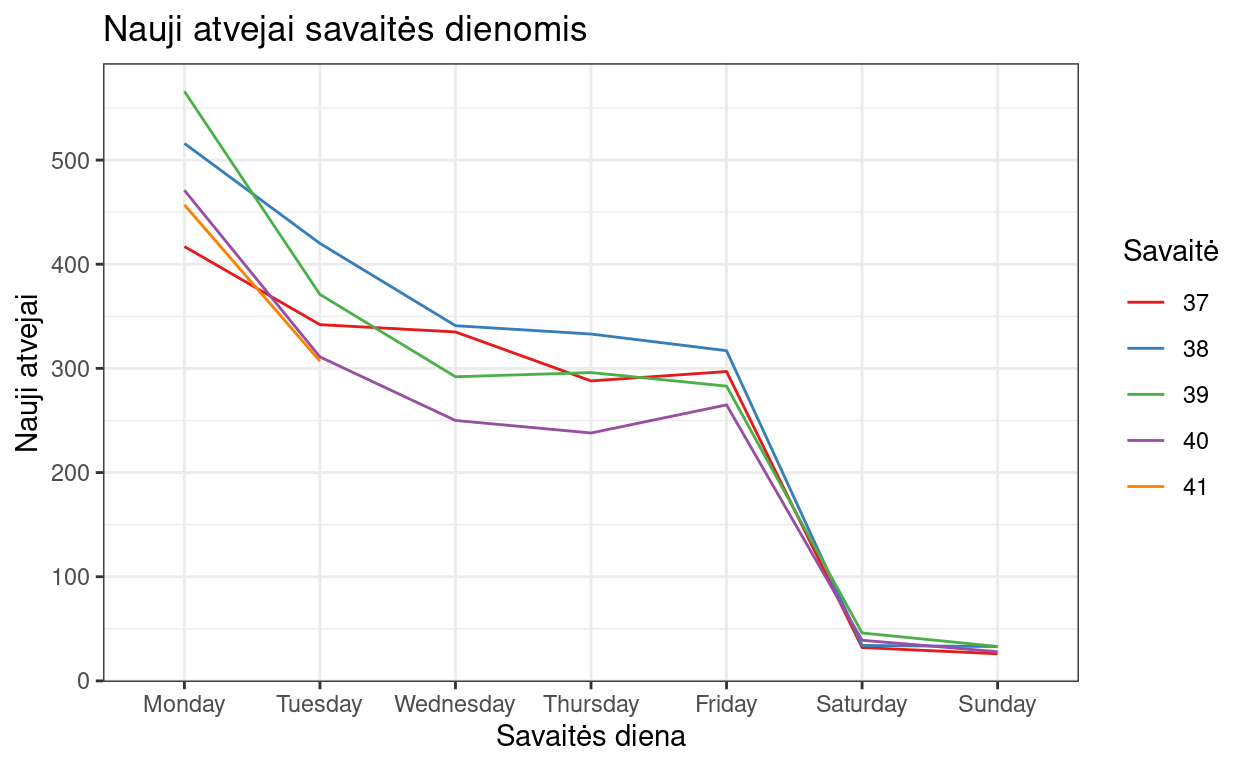 Nauji atvejai savaitės dienomis
Nauji atvejai
500
400
300
200
100
0
Monday Tuesday Wednesday Thursday Friday Saturday Sunday
Savaitės diena
Savaitė
37
38
39
40
41